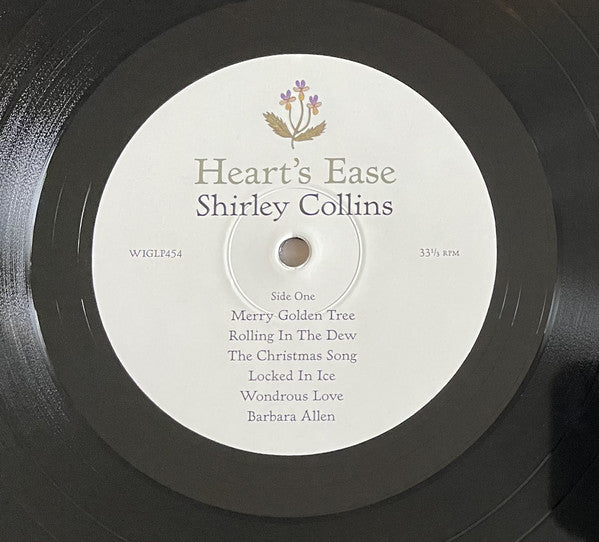 Heart's Ease
Shirley Collins
WIGLP454
33⅓ RPM
Side One
Merry Golden Tree
Rolling In The Dew
The Christmas Song
Locked In Ice
Wondrous Love
Barbara Allen